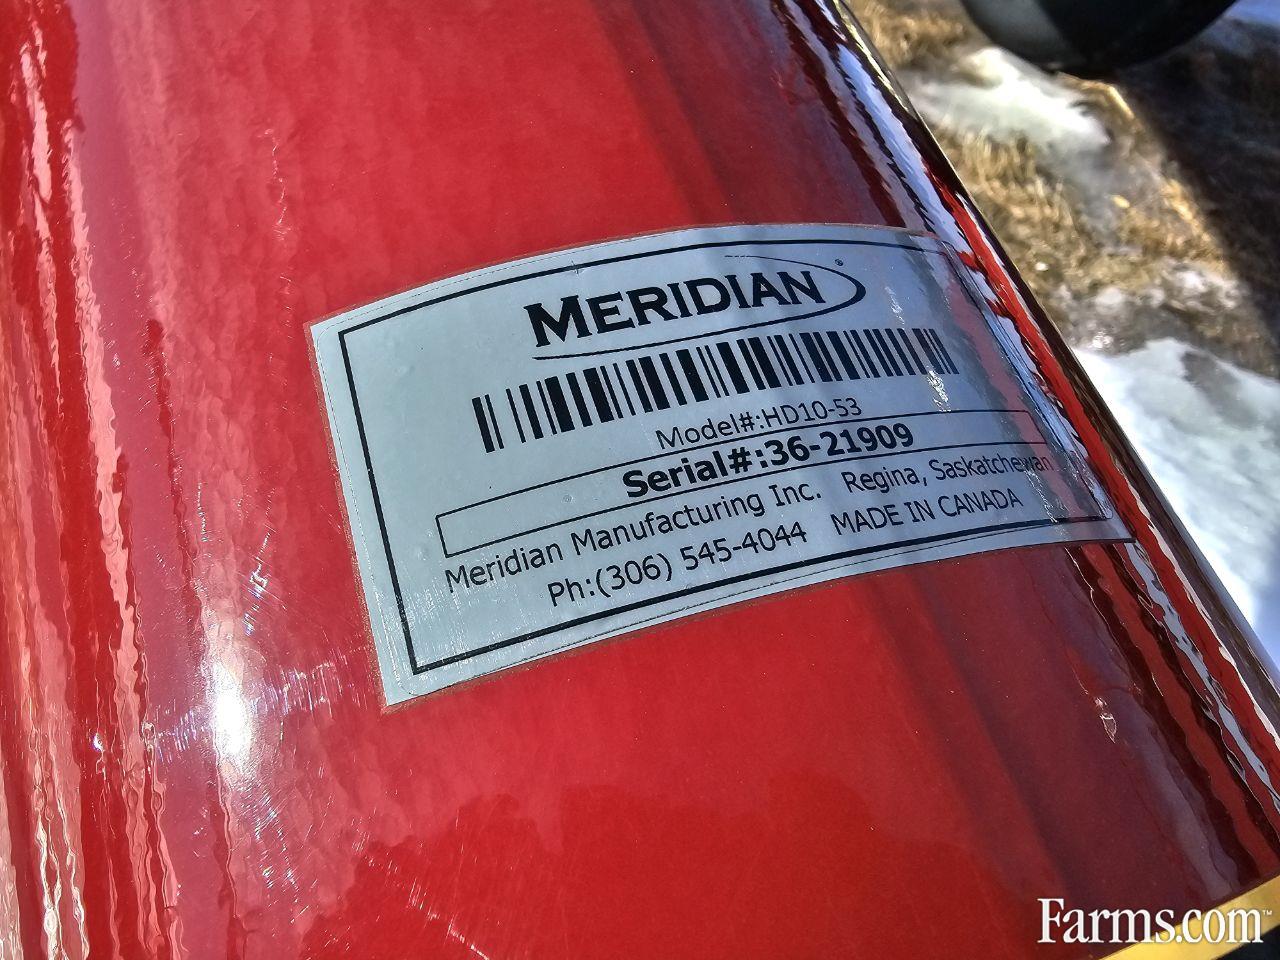 MERIDIAN®
Model#:HD10-53
Serial#:36-21909
Meridian Manufacturing Inc. Regina, Saskatchewan
Ph:(306) 545-4044 MADE IN CANADA
Farms.com™